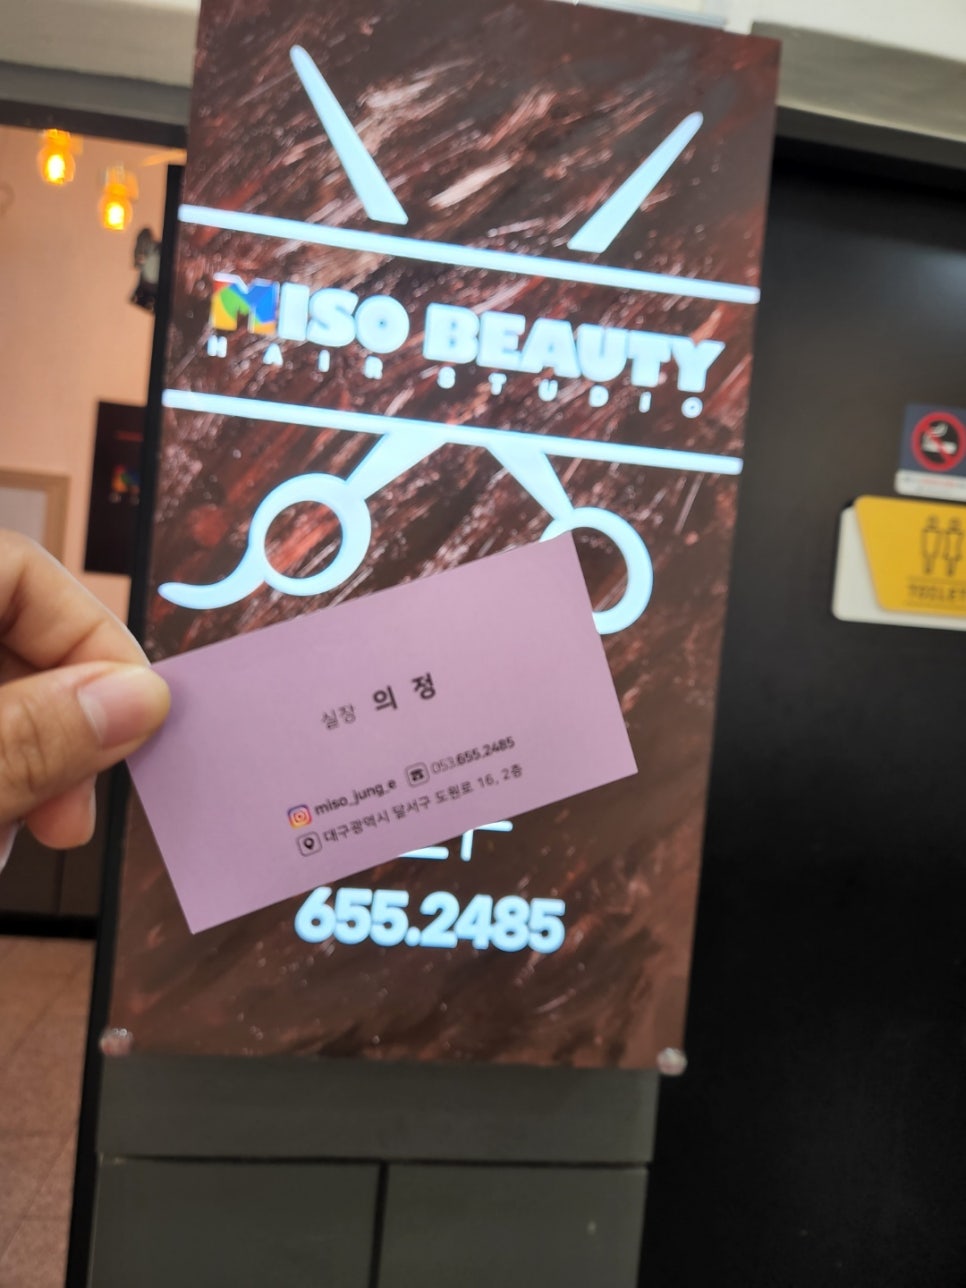 MISO BEAUTY
HAIR STUDIO
실장 의정
miso_jung_e 053.655.2485
대구광역시 달서구 도원로 16, 2층
655.2485
TOILET